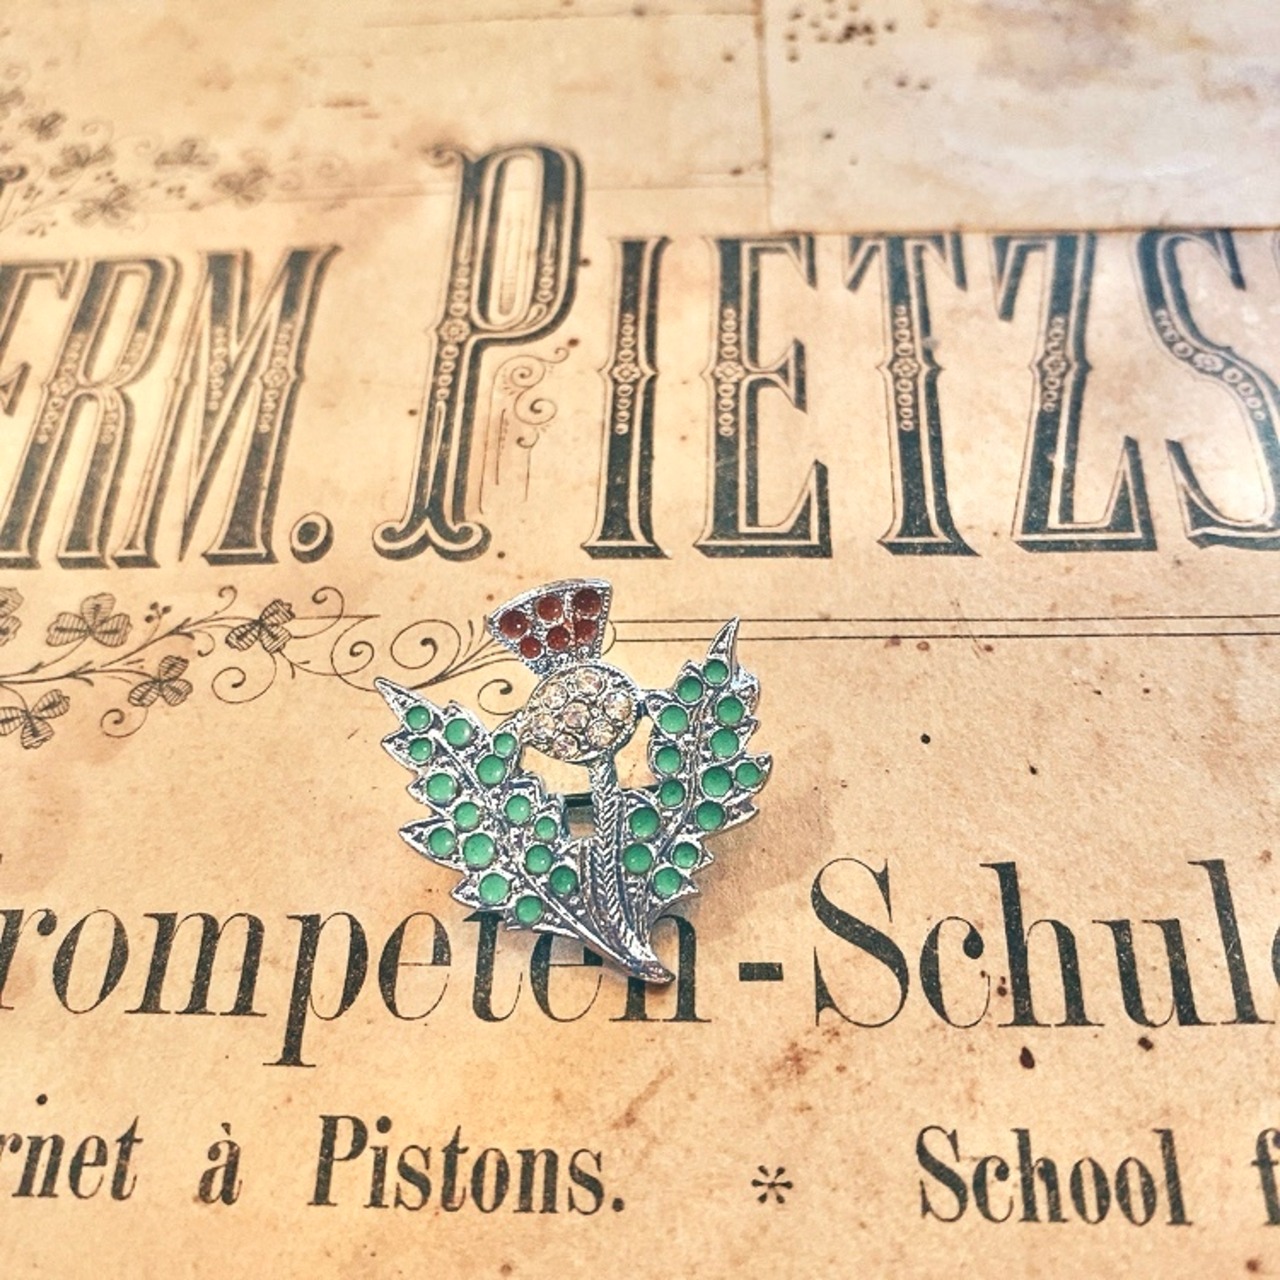 ERM. PIETZS
rompeten-Schule
rnet à Pistons. * School f